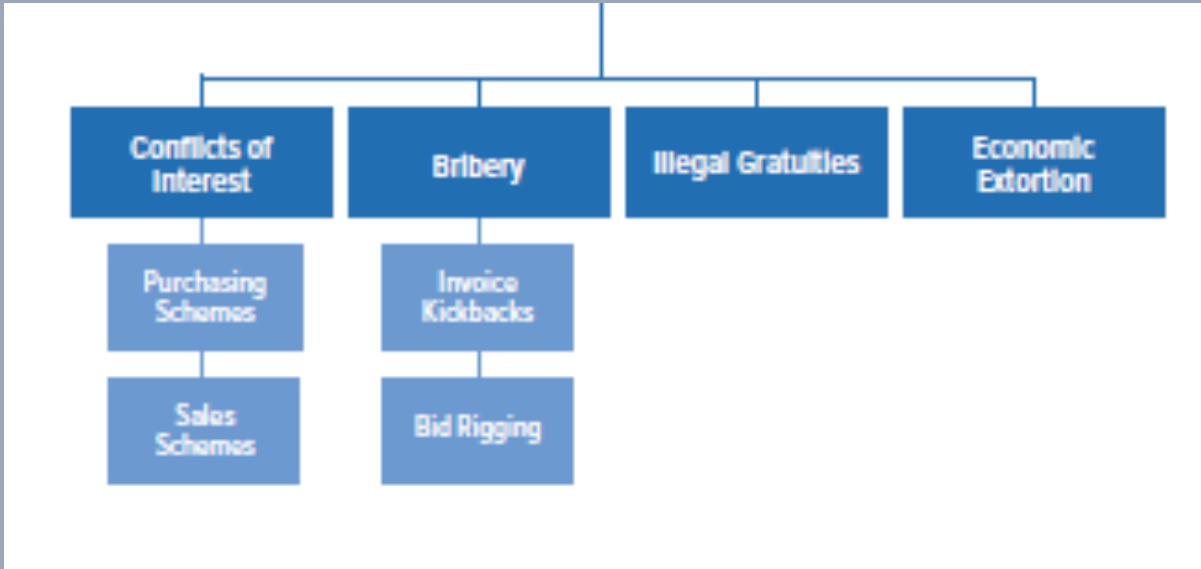 Conflicts of
Interest
Bribery
Illegal Gratuities
Economic
Extortion
Purchasing
Schemes
Invoice
Kickbacks
Sales
Schemes
Bid Rigging